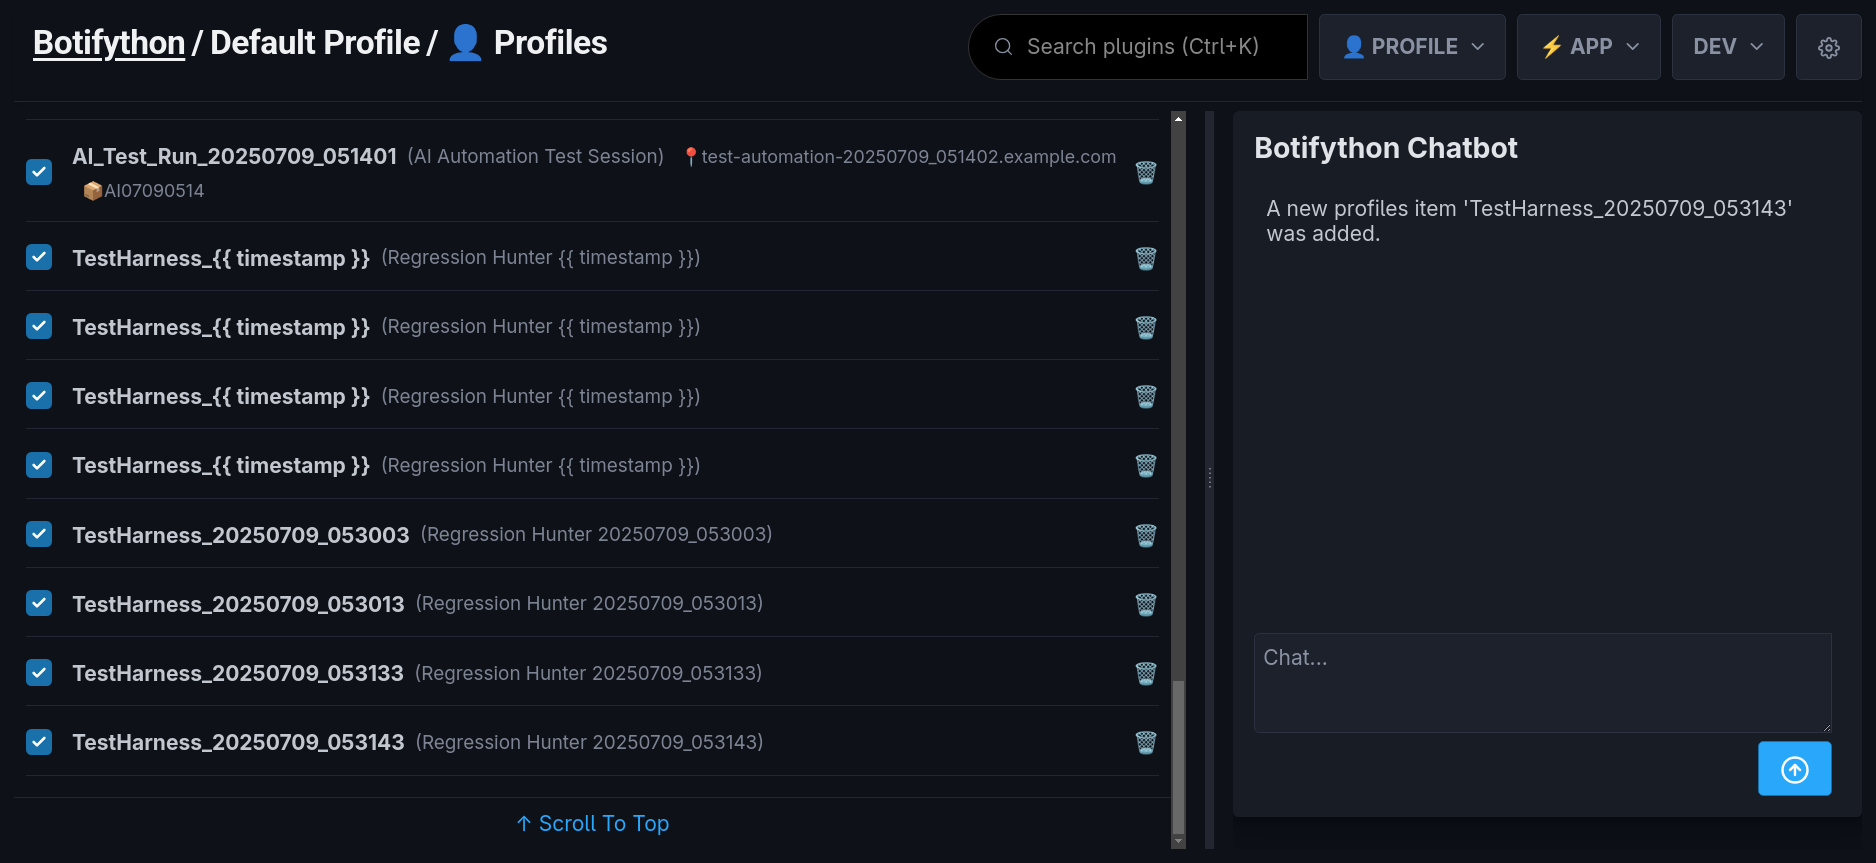 Botifython / Default Profile / 👤 Profiles
Search plugins (Ctrl+K)
👤 PROFILE
⚡ APP
DEV
AI_Test_Run_20250709_051401 (AI Automation Test Session) 📍test-automation-20250709_051402.example.com
📦AI07090514
TestHarness_{{ timestamp }} (Regression Hunter {{ timestamp }})
TestHarness_{{ timestamp }} (Regression Hunter {{ timestamp }})
TestHarness_{{ timestamp }} (Regression Hunter {{ timestamp }})
TestHarness_{{ timestamp }} (Regression Hunter {{ timestamp }})
TestHarness_20250709_053003 (Regression Hunter 20250709_053003)
TestHarness_20250709_053013 (Regression Hunter 20250709_053013)
TestHarness_20250709_053133 (Regression Hunter 20250709_053133)
TestHarness_20250709_053143 (Regression Hunter 20250709_053143)
↑ Scroll To Top
Botifython Chatbot
A new profiles item 'TestHarness_20250709_053143'
was added.
Chat...